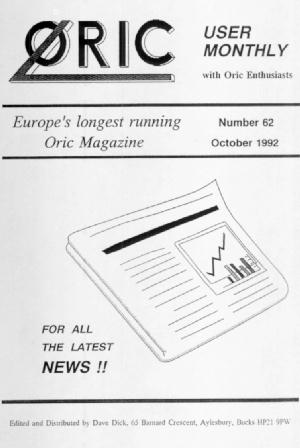 ORIC
USER
MONTHLY
with Oric Enthusiasts
Europe's longest running
Oric Magazine
Number 62
October 1992
FOR ALL
THE LATEST
NEWS !!
Edited and Distributed by Dave Dick, 65 Barnard Crescent, Aylesbury, Bucks HP21 9PW